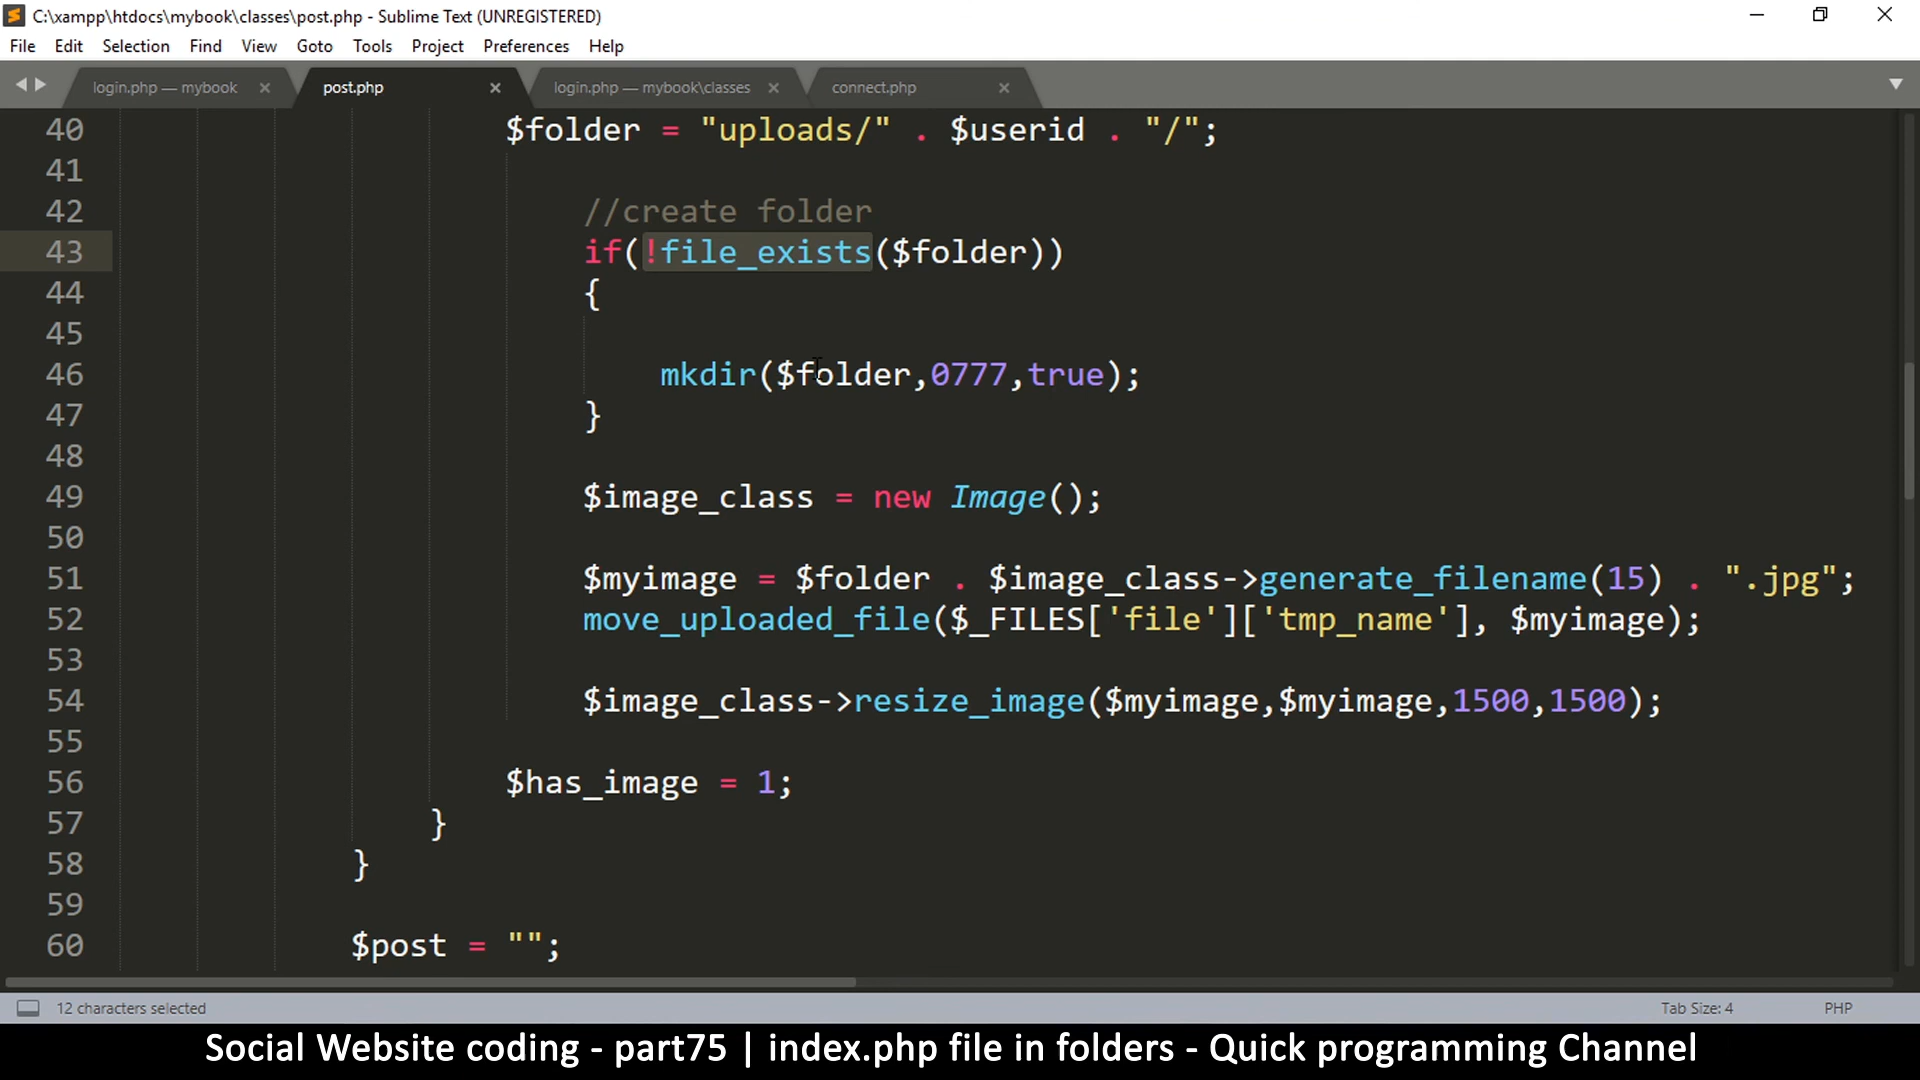 C:\xampp\htdocs\mybook\classes\post.php - Sublime Text (UNREGISTERED)
File Edit Selection Find View Goto Tools Project Preferences Help
login.php — mybook × post.php × login.php — mybook\classes × connect.php ×
40 $folder = "uploads/" . $userid . "/";
41
42 //create folder
43 if(!file_exists($folder))
44 {
45
46 mkdir($folder,0777,true);
47 }
48
49 $image_class = new Image();
50
51 $myimage = $folder . $image_class->generate_filename(15) . ".jpg";
52 move_uploaded_file($_FILES['file']['tmp_name'], $myimage);
53
54 $image_class->resize_image($myimage,$myimage,1500,1500);
55
56 $has_image = 1;
57 }
58 }
59
60 $post = "";
12 characters selected Tab Size: 4 PHP
Social Website coding - part75 | index.php file in folders - Quick programming Channel